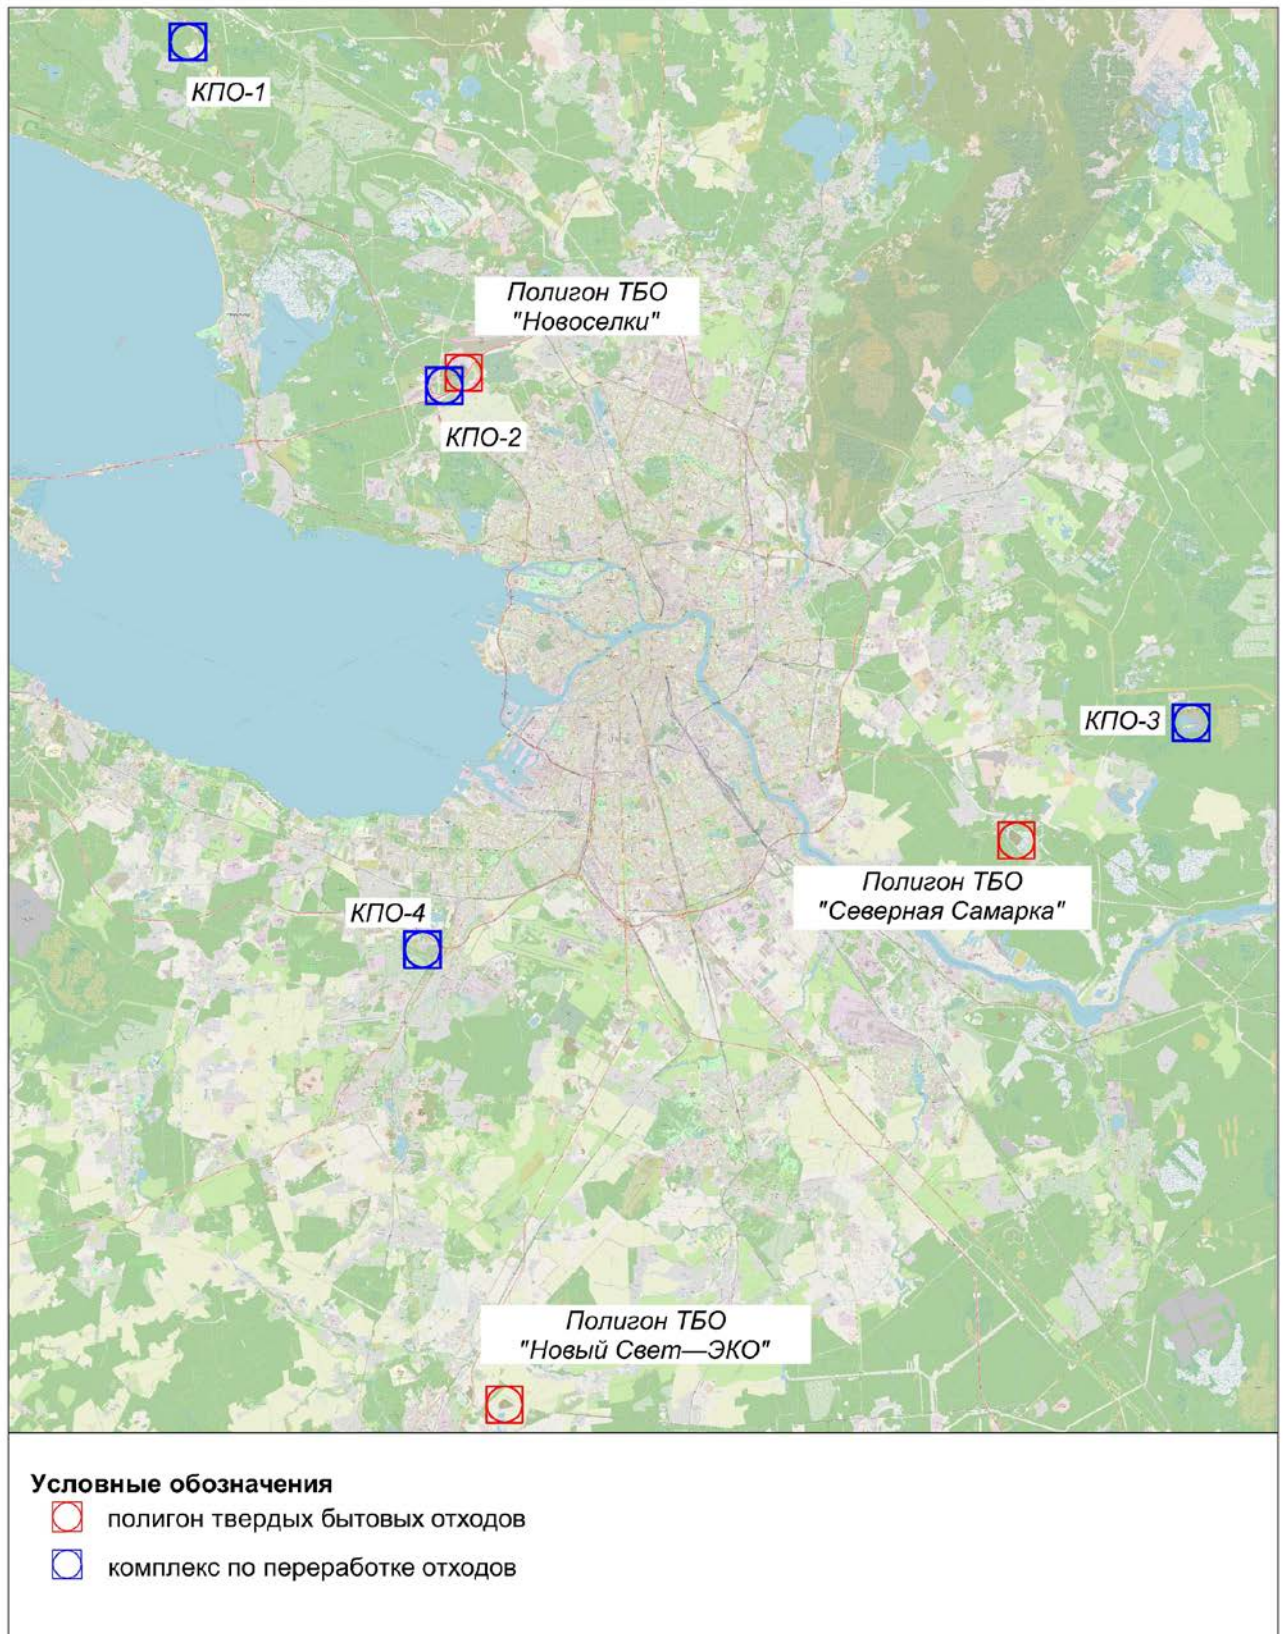 КПО-1
Полигон ТБО
"Новоселки"
КПО-2
КПО-3
Полигон ТБО
"Северная Самарка"
КПО-4
Полигон ТБО
"Новый Свет—ЭКО"
Условные обозначения
полигон твердых бытовых отходов
комплекс по переработке отходов